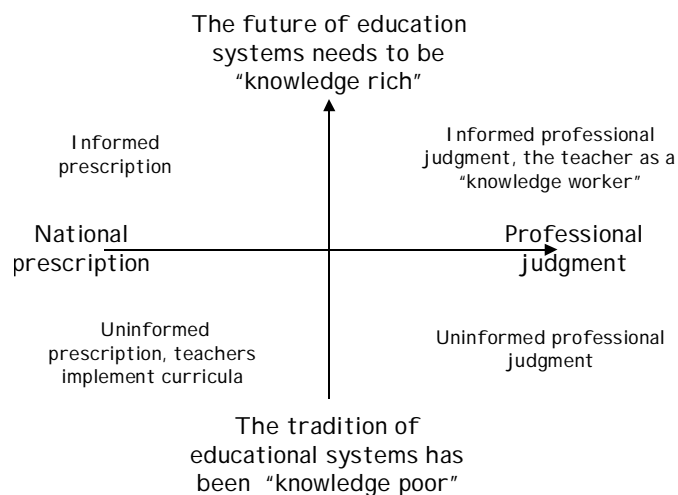 The future of education
systems needs to be
“knowledge rich”
Informed
prescription
Informed professional
judgment, the teacher as a
“knowledge worker”
National
prescription
Professional
judgment
Uninformed
prescription, teachers
implement curricula
Uninformed professional
judgment
The tradition of
educational systems has
been “knowledge poor”